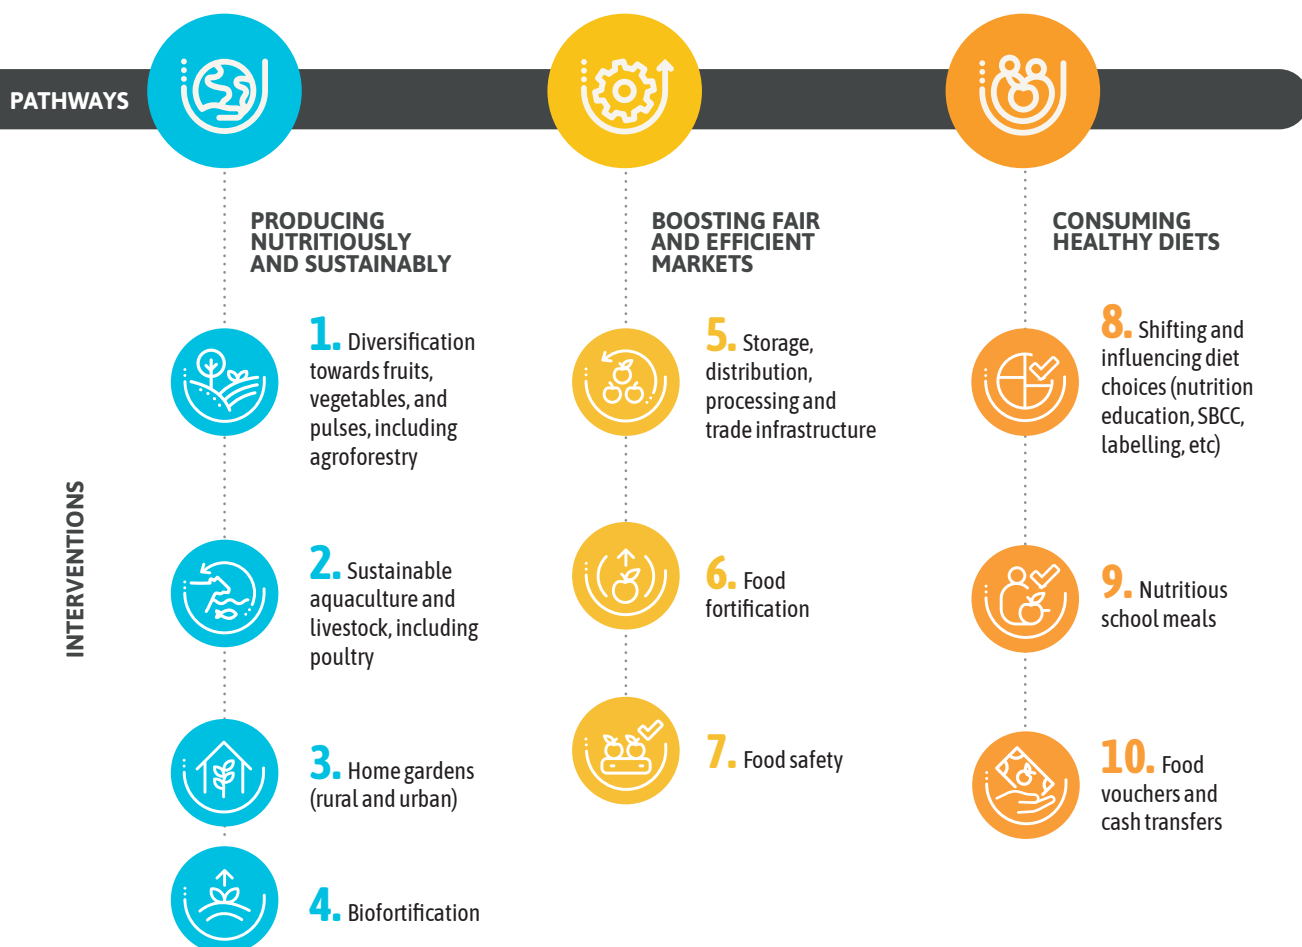 PATHWAYS
PRODUCING
NUTRITIOUSLY
AND SUSTAINABLY
BOOSTING FAIR
AND EFFICIENT
MARKETS
CONSUMING
HEALTHY DIETS
INTERVENTIONS
1. Diversification
towards fruits,
vegetables, and
pulses, including
agroforestry
2. Sustainable
aquaculture and
livestock, including
poultry
3. Home gardens
(rural and urban)
4. Biofortification
5. Storage,
distribution,
processing and
trade infrastructure
6. Food
fortification
7. Food safety
8. Shifting and
influencing diet
choices (nutrition
education, SBCC,
labelling, etc)
9. Nutritious
school meals
10. Food
vouchers and
cash transfers